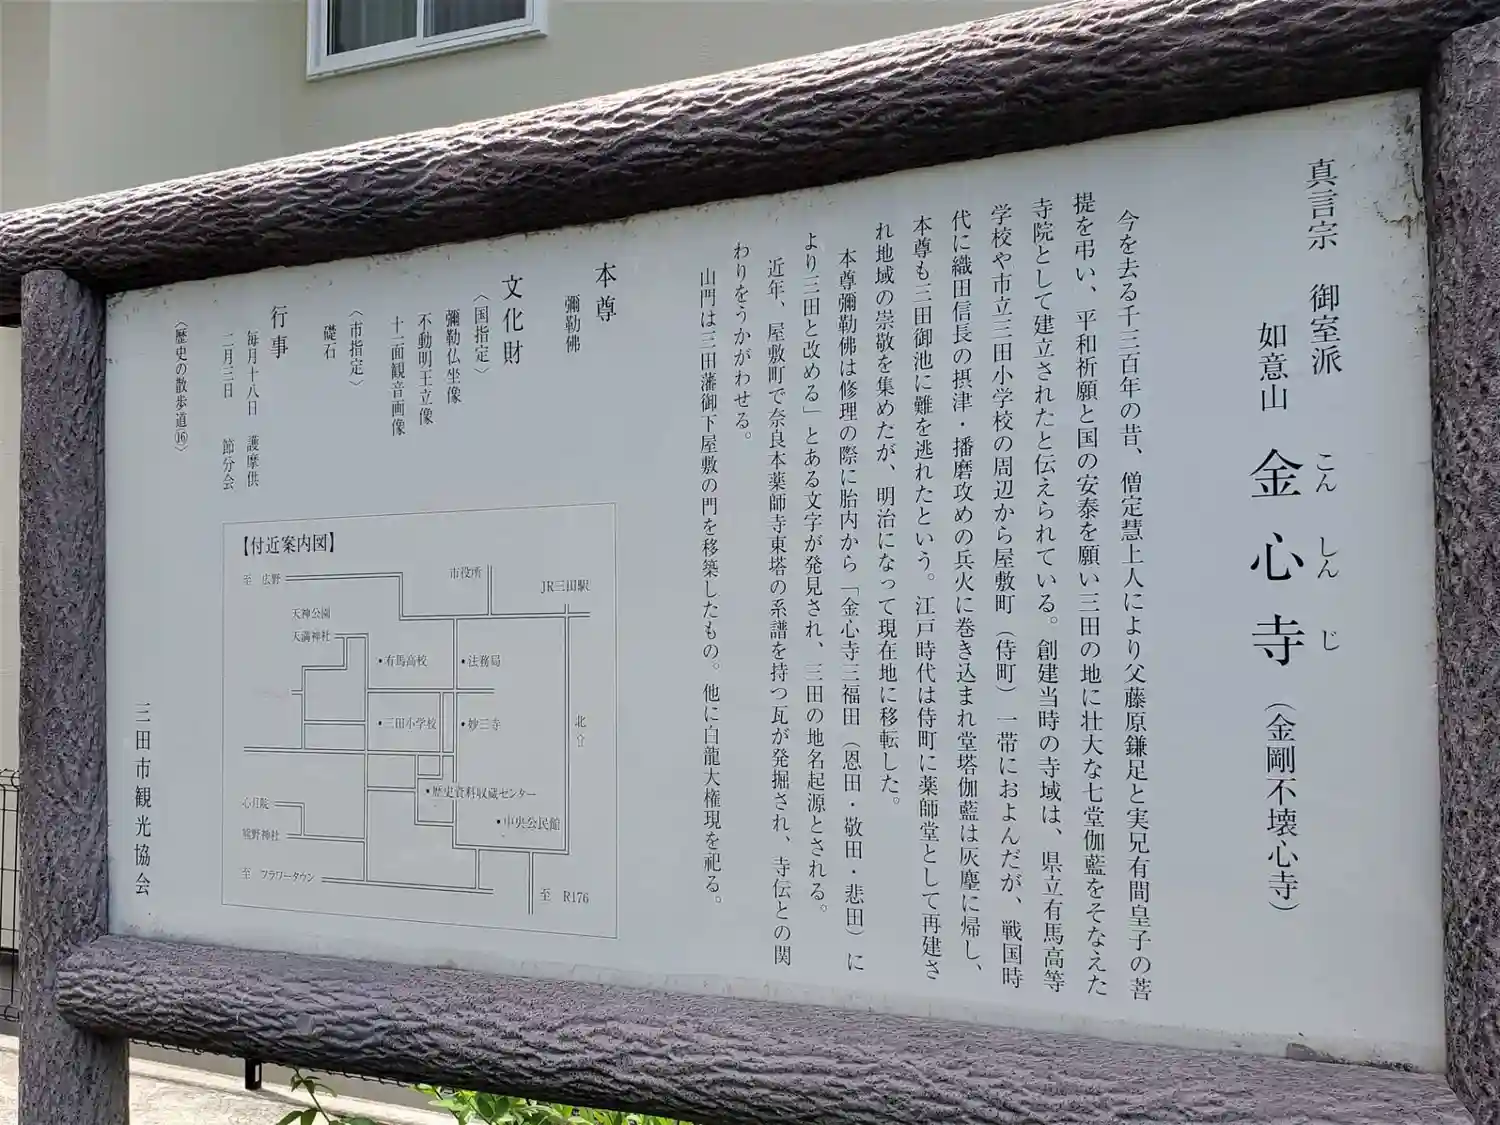 真言宗　御室派
如意山　金心寺（金剛不壊心寺）
こんしんじ
今を去る千三百年の昔、僧定慧上人により父藤原鎌足と実兄有間皇子の菩
提を弔い、平和祈願と国の安泰を願い三田の地に壮大な七堂伽藍をそなえた
寺院として建立されたと伝えられている。創建当時の寺域は、県立有馬高等
学校や市立三田小学校の周辺から屋敷町（侍町）一帯におよんだが、戦国時
代に織田信長の摂津・播磨攻めの兵火に巻き込まれ堂塔伽藍は灰塵に帰し、
本尊も三田御池に難を逃れたという。江戸時代は侍町に薬師堂として再建さ
れ地域の崇敬を集めたが、明治になって現在地に移転した。
本尊彌勒佛は修理の際に胎内から「金心寺三福田（恩田・敬田・悲田）に
より三田と改める」とある文字が発見され、三田の地名起源とされる。
近年、屋敷町で奈良本薬師寺東塔の系譜を持つ瓦が発掘され、寺伝との関
わりをうかがわせる。
山門は三田藩御下屋敷の門を移築したもの。他に白龍大権現を祀る。
本尊
彌勒佛
文化財
〈国指定〉
彌勒仏坐像
不動明王立像
十一面観音画像
〈市指定〉
礎石
行事
毎月十八日　護摩供
二月三日　節分会
〈歴史の散歩道⑯〉
【付近案内図】
至　広野
市役所
JR三田駅
天神公園
天満神社
・有馬高校
・法務局
・三田小学校
・妙三寺
北
・歴史資料収蔵センター
心月院
・中央公民館
熊野神社
至　フラワータウン
至　R176
三田市観光協会